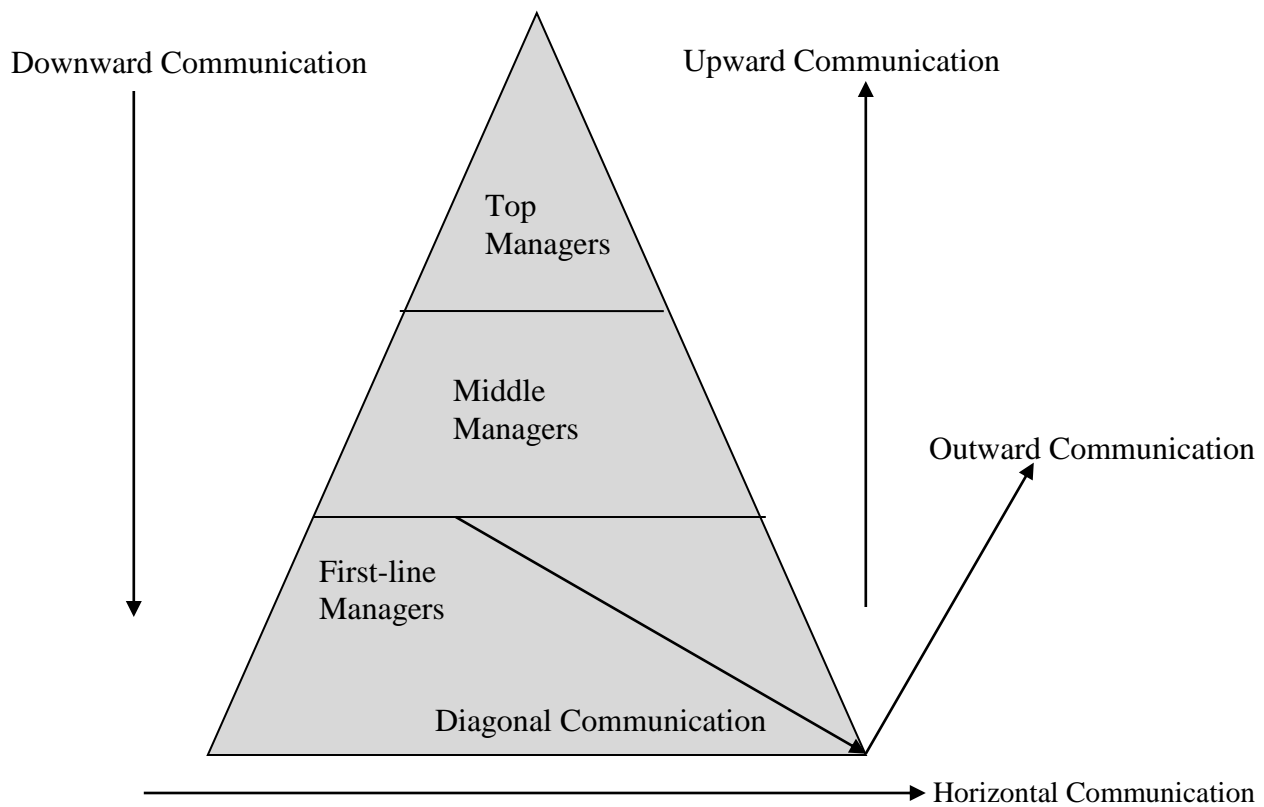 Downward Communication
Upward Communication
Top
Managers
Middle
Managers
Outward Communication
First-line
Managers
Diagonal Communication
Horizontal Communication